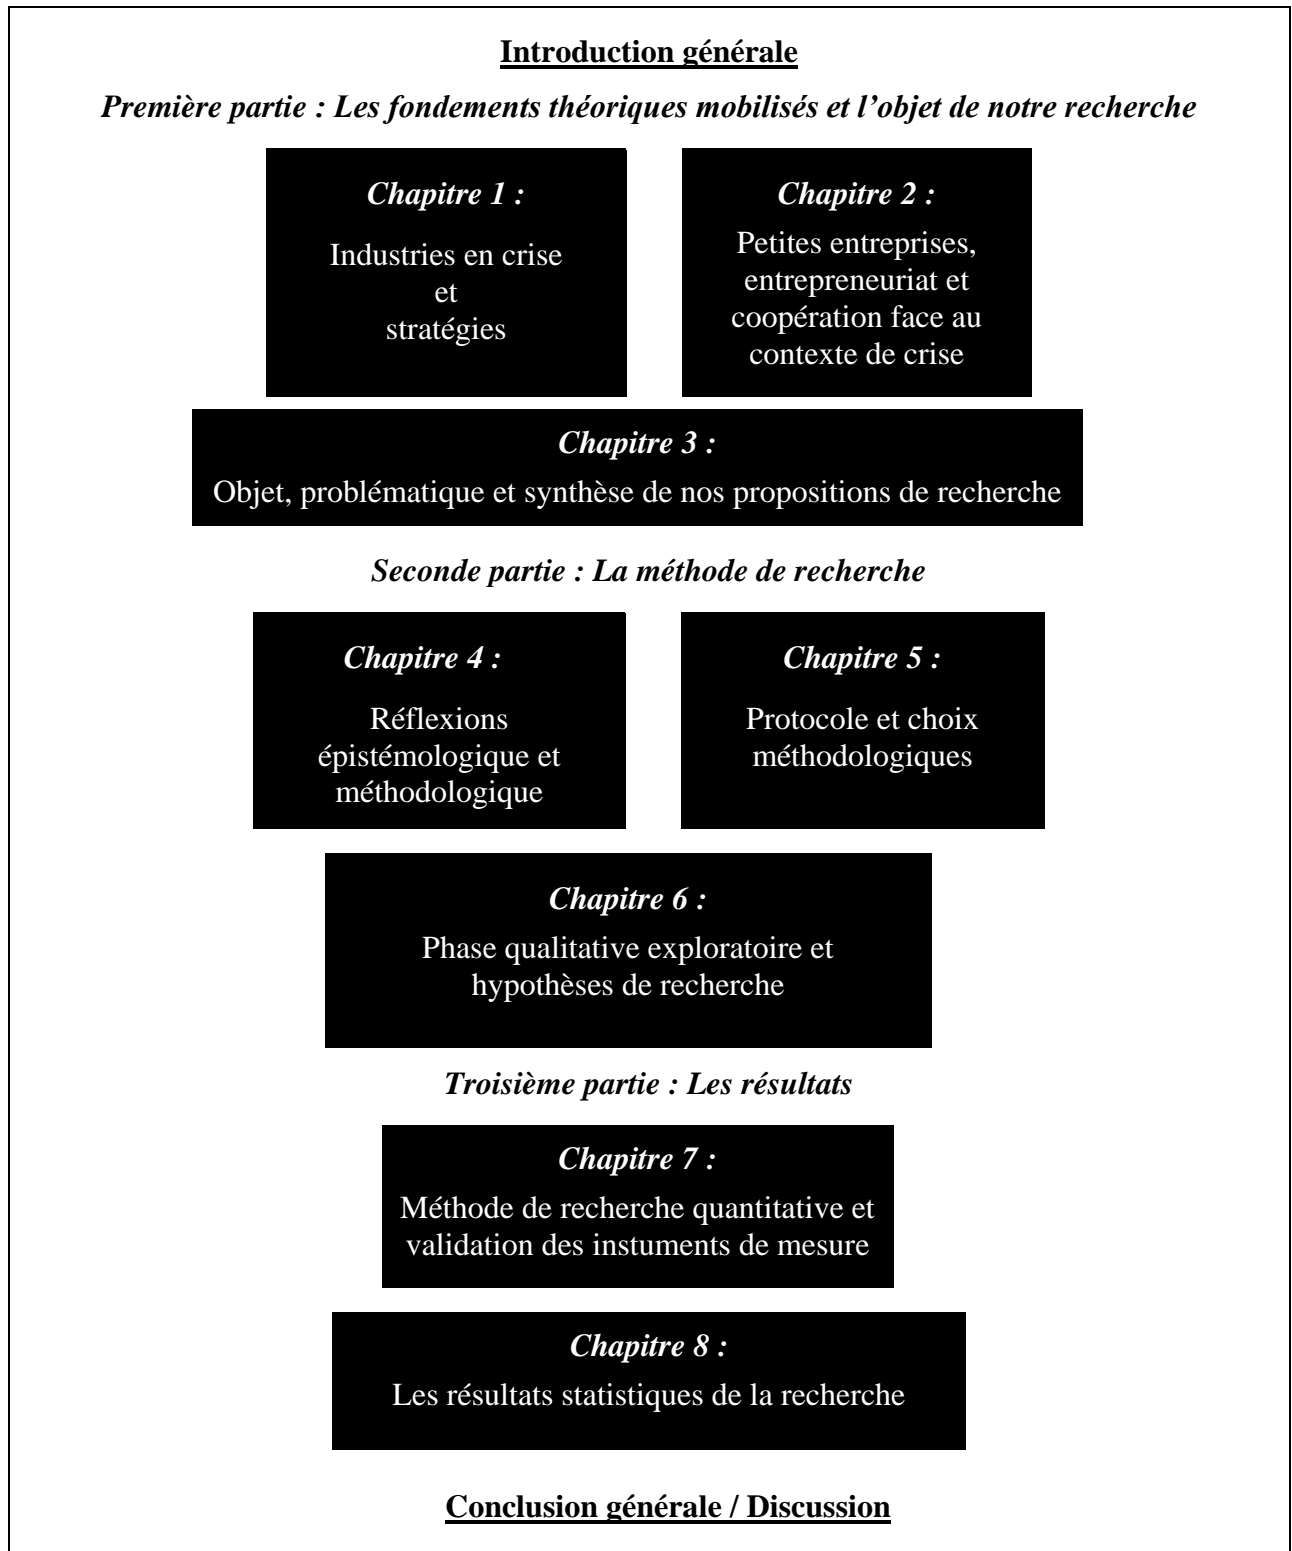 Introduction générale
Première partie : Les fondements théoriques mobilisés et l’objet de notre recherche
Chapitre 1 :
Industries en crise
et
stratégies
Chapitre 2 :
Petites entreprises,
entrepreneuriat et
coopération face au
contexte de crise
Chapitre 3 :
Objet, problématique et synthèse de nos propositions de recherche
Seconde partie : La méthode de recherche
Chapitre 4 :
Réflexions
épistémologique et
méthodologique
Chapitre 5 :
Protocole et choix
méthodologiques
Chapitre 6 :
Phase qualitative exploratoire et
hypothèses de recherche
Troisième partie : Les résultats
Chapitre 7 :
Méthode de recherche quantitative et
validation des instuments de mesure
Chapitre 8 :
Les résultats statistiques de la recherche
Conclusion générale / Discussion